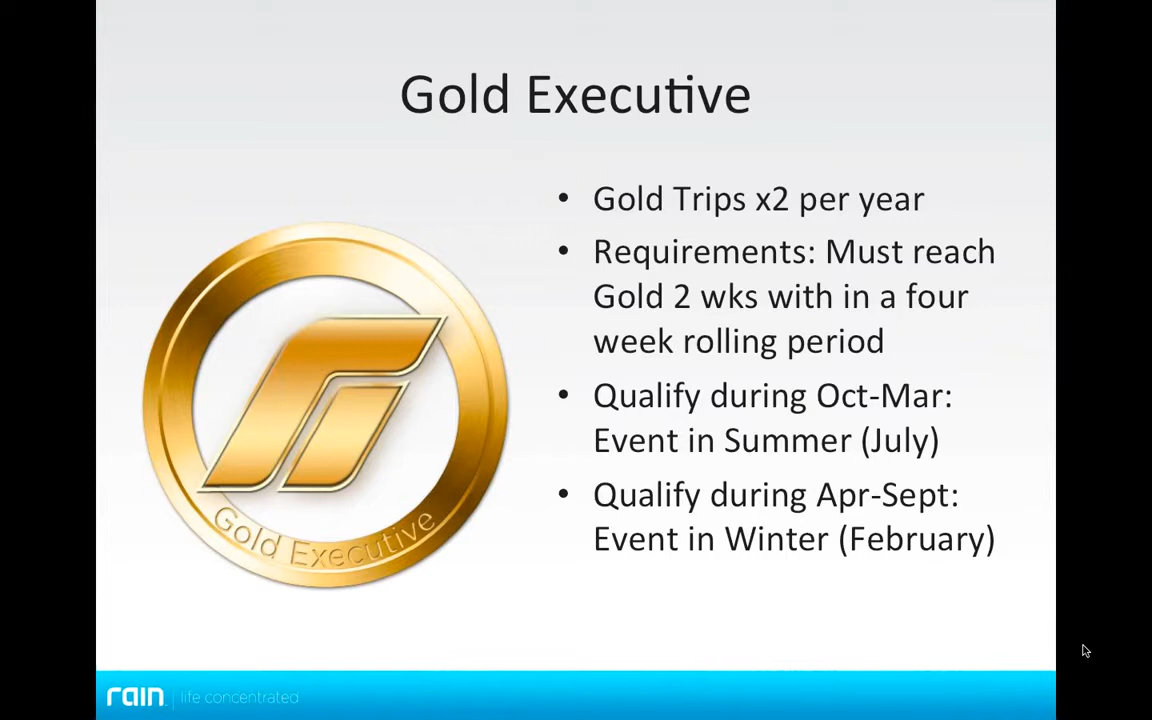 Gold Executive
• Gold Trips x2 per year
• Requirements: Must reach
Gold 2 wks with in a four
week rolling period
• Qualify during Oct-Mar:
Event in Summer (July)
• Qualify during Apr-Sept:
Event in Winter (February)
Gold Executive
rain | life concentrated